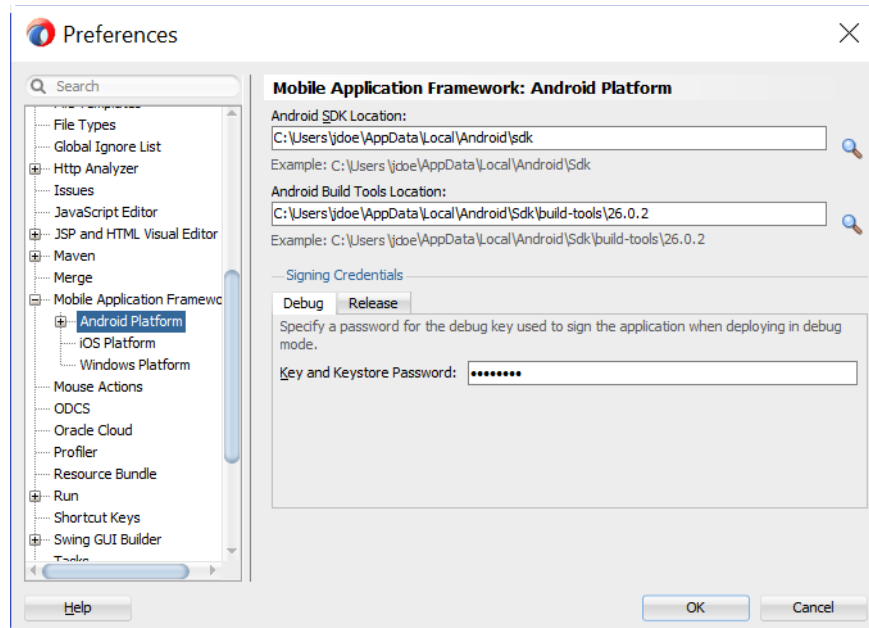 Preferences
Search
File Templates
File Types
Global Ignore List
Http Analyzer
Issues
JavaScript Editor
JSP and HTML Visual Editor
Maven
Merge
Mobile Application Framewo
Android Platform
iOS Platform
Windows Platform
Mouse Actions
ODCS
Oracle Cloud
Profiler
Resource Bundle
Run
Shortcut Keys
Swing GUI Builder
Tasks
Mobile Application Framework: Android Platform
Android SDK Location:
C:\Users\jdoe\AppData\Local\Android\sdk
Example: C:\Users\jdoe\AppData\Local\Android\Sdk
Android Build Tools Location:
C:\Users\jdoe\AppData\Local\Android\Sdk\build-tools\26.0.2
Example: C:\Users\jdoe\AppData\Local\Android\Sdk\build-tools\26.0.2
Signing Credentials
Debug Release
Specify a password for the debug key used to sign the application when deploying in debug
mode.
Key and Keystore Password: ••••••••
Help OK Cancel